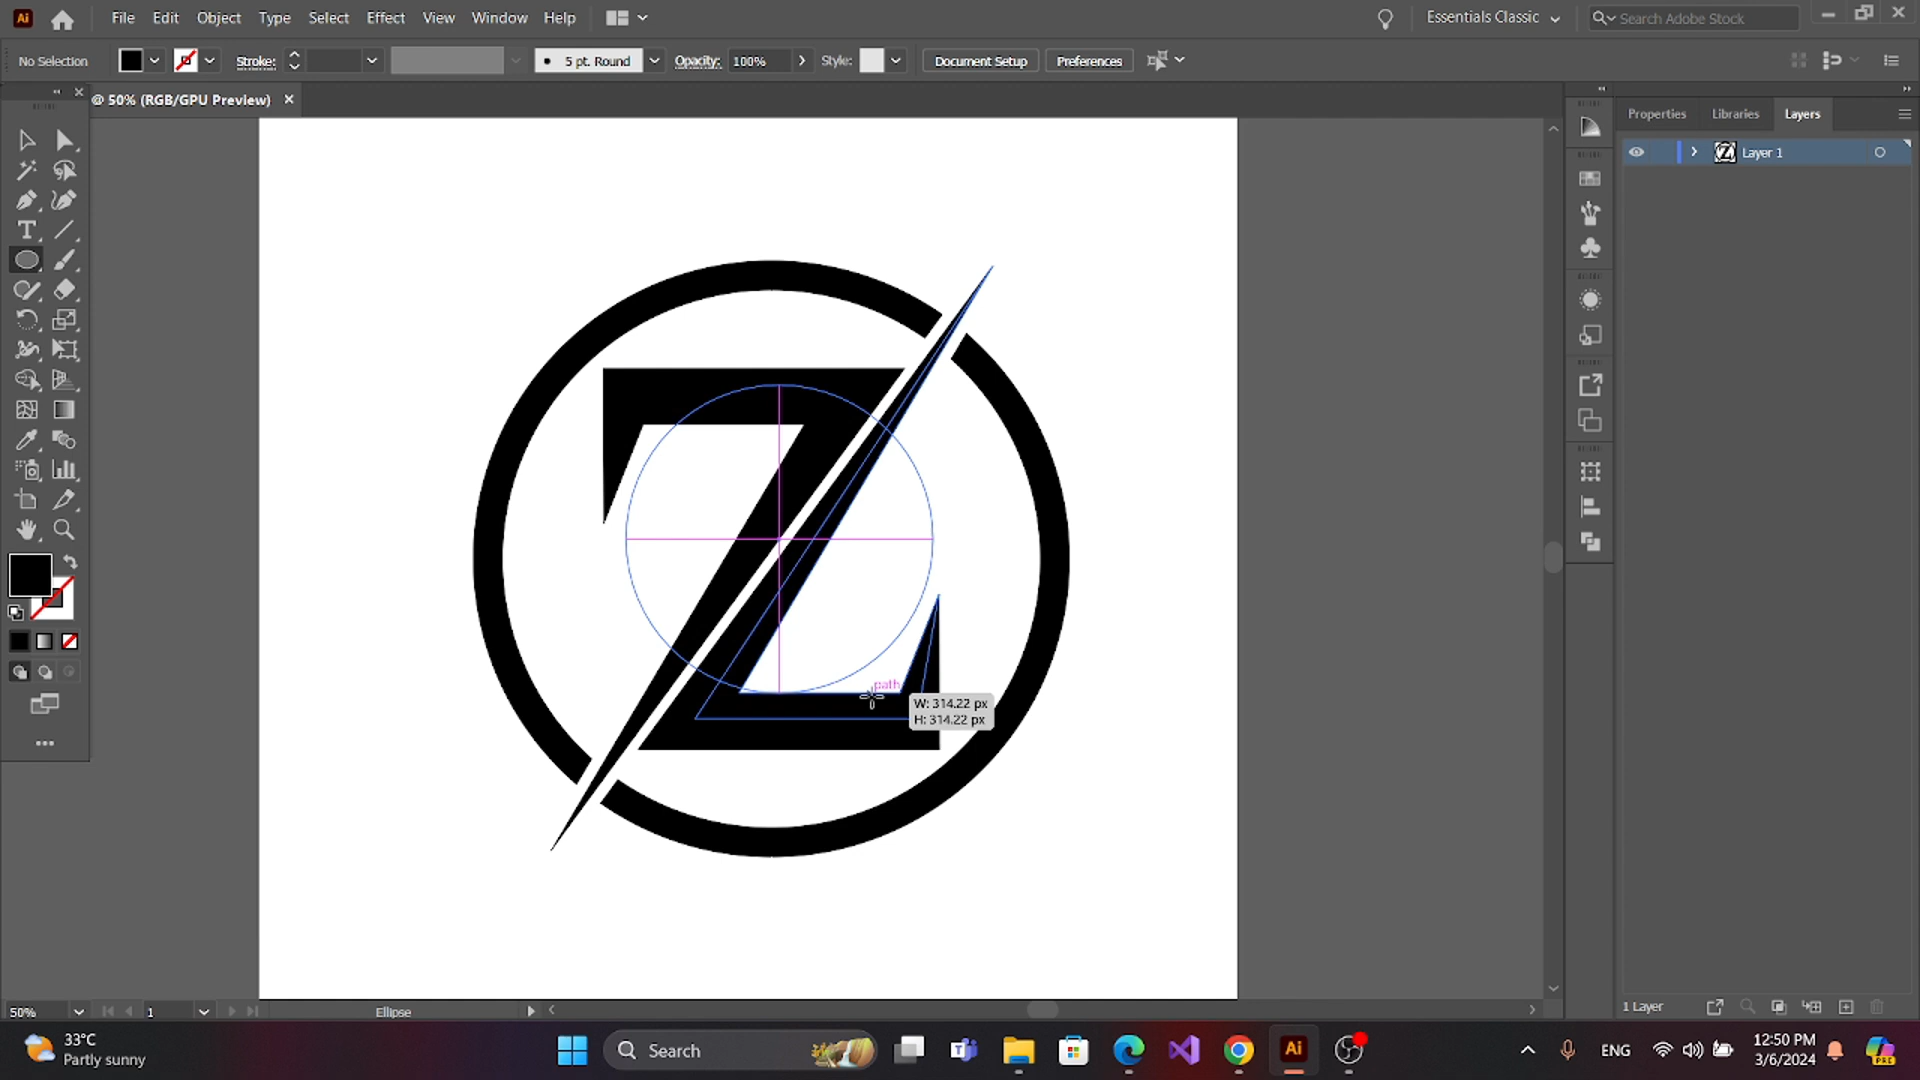 Ai File Edit Object Type Select Effect View Window Help Essentials Classic Search Adobe Stock
No Selection Stroke: 5 pt. Round Opacity: 100% Style: Document Setup Preferences
@ 50% (RGB/GPU Preview)
Properties Libraries Layers
Layer 1
Z
path
W: 314.22 px
H: 314.22 px
50% 1 Ellipse
1 Layer
33°C
Partly sunny
Search
Ai
ENG
12:50 PM
3/6/2024
PRE